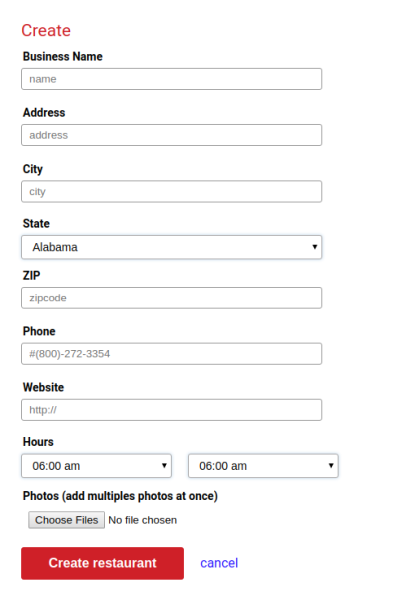 Create
Business Name
name
Address
address
City
city
State
Alabama
ZIP
zipcode
Phone
#(800)-272-3354
Website
http://
Hours
06:00 am 06:00 am
Photos (add multiples photos at once)
Choose Files No file chosen
Create restaurant cancel